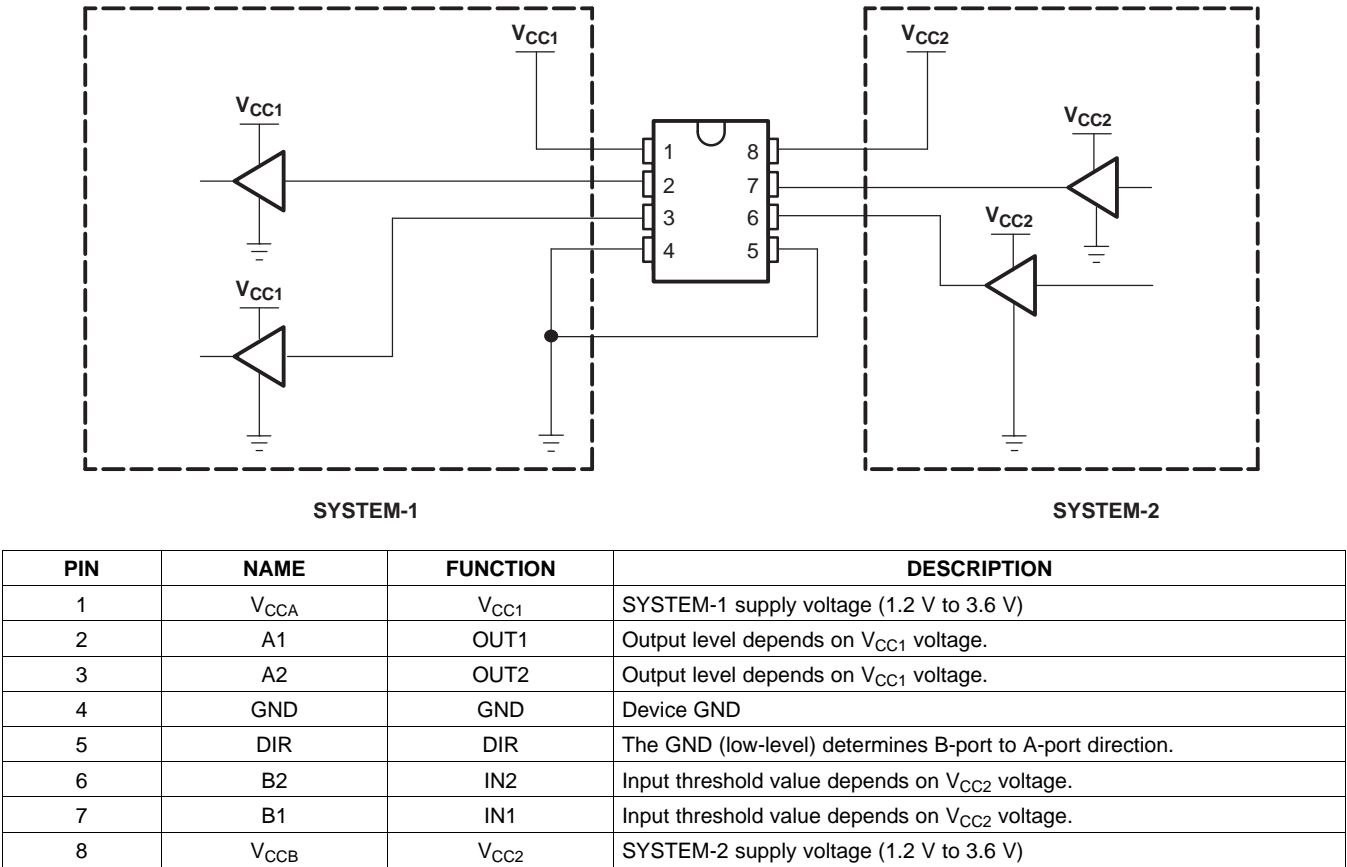 VCC1
VCC2
VCC1
VCC2
1
8
2
7
3
6
VCC2
4
5
VCC1
SYSTEM-1
SYSTEM-2
PIN NAME FUNCTION DESCRIPTION
1 VCCA VCC1 SYSTEM-1 supply voltage (1.2 V to 3.6 V)
2 A1 OUT1 Output level depends on VCC1 voltage.
3 A2 OUT2 Output level depends on VCC1 voltage.
4 GND GND Device GND
5 DIR DIR The GND (low-level) determines B-port to A-port direction.
6 B2 IN2 Input threshold value depends on VCC2 voltage.
7 B1 IN1 Input threshold value depends on VCC2 voltage.
8 VCCB VCC2 SYSTEM-2 supply voltage (1.2 V to 3.6 V)